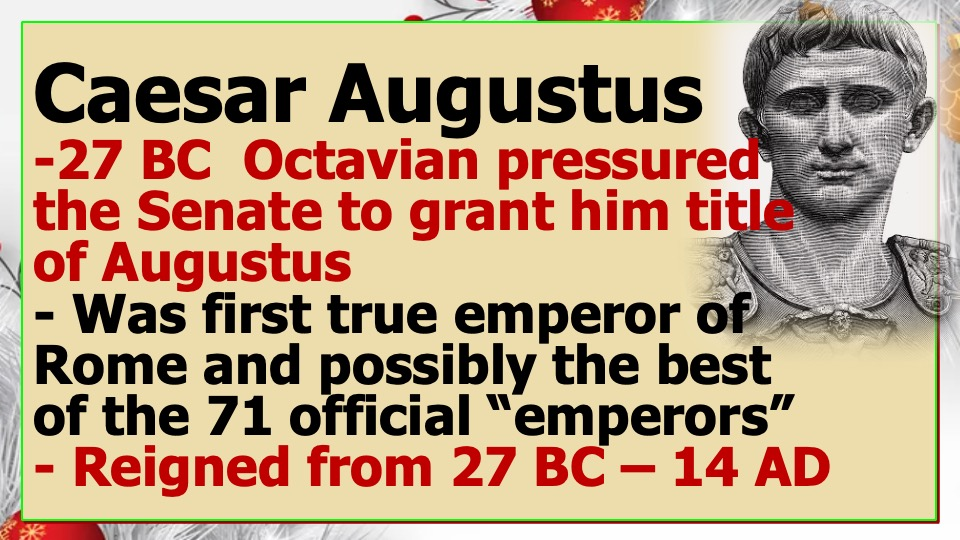 Caesar Augustus
-27 BC  Octavian pressured
the Senate to grant him title
of Augustus
- Was first true emperor of
Rome and possibly the best
of the 71 official “emperors”
- Reigned from 27 BC – 14 AD